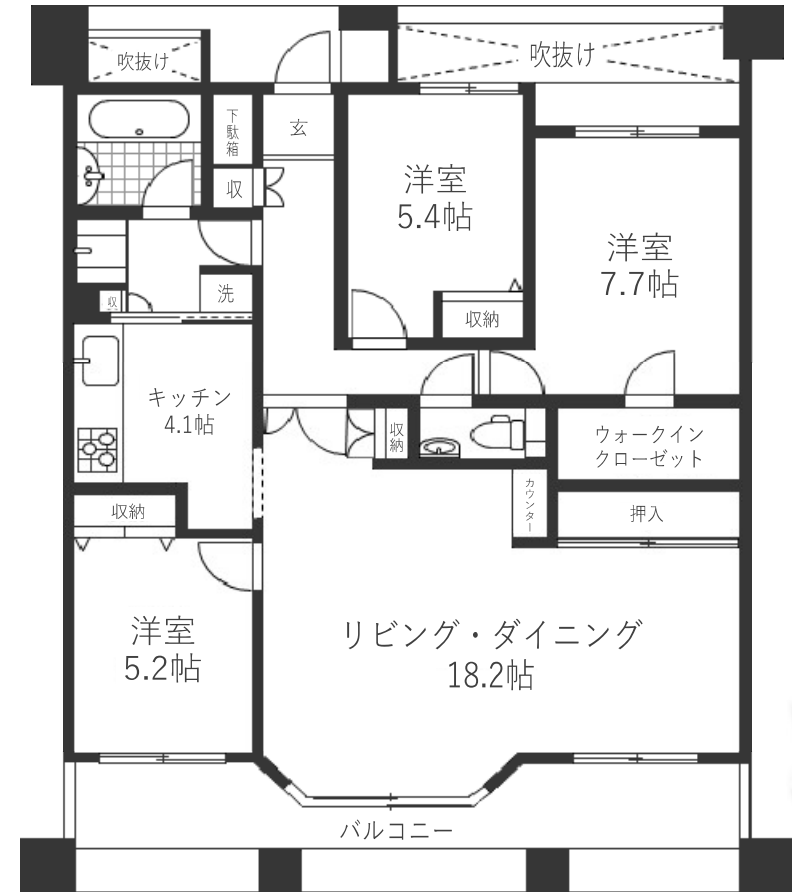 吹抜け
吹抜け
下駄箱
玄
収
洋室
5.4帖
洋室
7.7帖
洗
収
収納
キッチン
4.1帖
収納
ウォークイン
クローゼット
カウンター
収納
押入
洋室
5.2帖
リビング・ダイニング
18.2帖
バルコニー